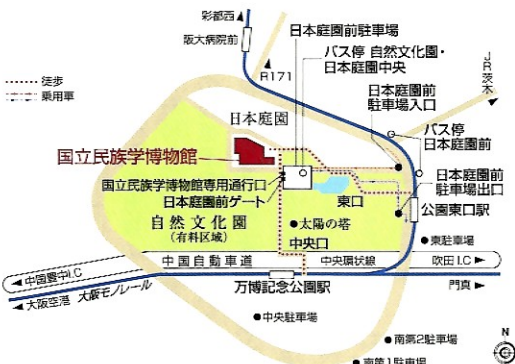 彩都西
阪大病院前
日本庭園前駐車場
バス停 自然文化園・
日本庭園中央
R171
JR茨木
徒歩
乗用車
日本庭園前
駐車場入口
日本庭園
バス停
日本庭園前
国立民族学博物館
国立民族学博物館専用通行口
日本庭園前ゲート
東口
日本庭園前
駐車場出口
公園東口駅
自然文化園
(有料区域)
太陽の塔
中央口
東駐車場
中国自動車道
中央環状線
吹田I.C
中国豊中I.C
大阪空港
大阪モノレール
万博記念公園駅
門真
中央駐車場
南第2駐車場
南第1駐車場
N